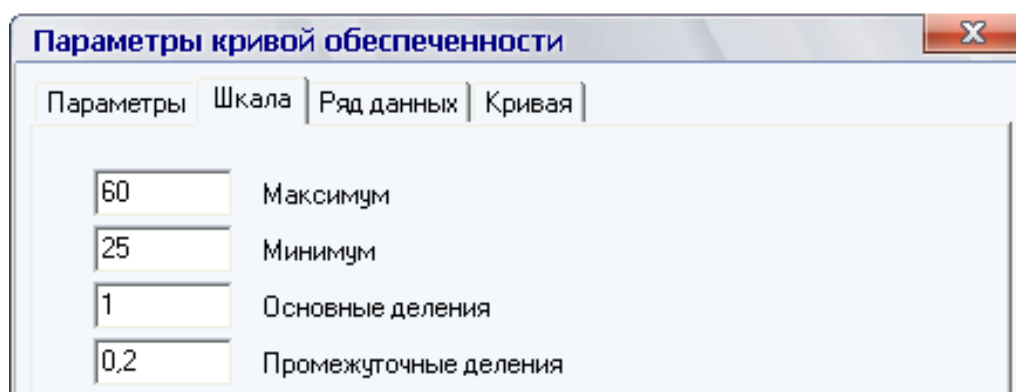 Параметры кривой обеспеченности
Параметры Шкала Ряд данных Кривая
60 Максимум
25 Минимум
1 Основные деления
0,2 Промежуточные деления